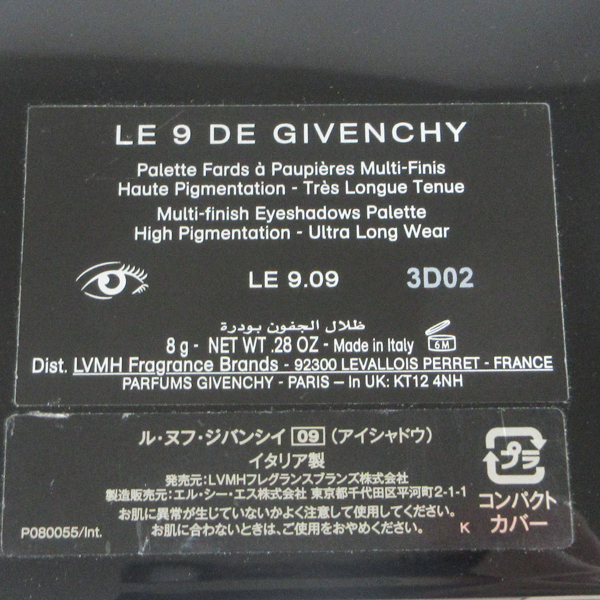 LE 9 DE GIVENCHY
Palette Fards à Paupières Multi-Finis
Haute Pigmentation - Très Longue Tenue
Multi-finish Eyeshadows Palette
High Pigmentation - Ultra Long Wear
LE 9.09 3D02
ظلال الجفون بودرة
8 g - NET WT .28 OZ - Made in Italy 6M
Dist. LVMH Fragrance Brands - 92300 LEVALLOIS PERRET - FRANCE
PARFUMS GIVENCHY - PARIS – In UK: KT12 4NH
ル・ヌフ・ジバンシイ 09 (アイシャドウ)
イタリア製
発売元:LVMHフレグランスブランズ株式会社
製造販売元:エル・シー・エス株式会社 東京都千代田区平河町2-1-1
お肌に異常が生じていないかよく注意して使用してください。
お肌に合わないときは、ご使用をおやめください。
P080055/Int.
K
プラ
コンパクト
カバー